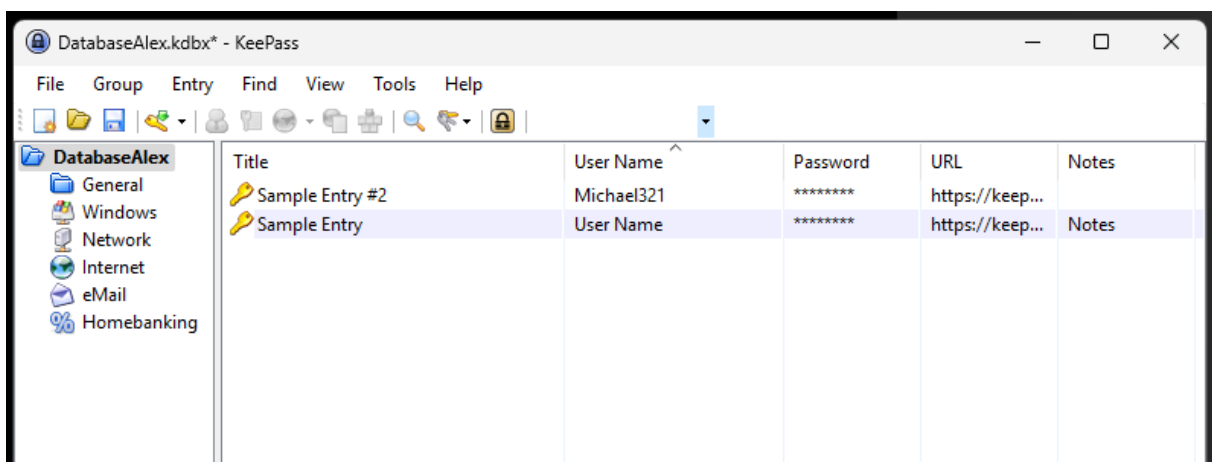 DatabaseAlex.kdbx* - KeePass
File Group Entry Find View Tools Help
DatabaseAlex
General
Windows
Network
Internet
eMail
Homebanking
Title User Name Password URL Notes
Sample Entry #2 Michael321 ******** https://keep...
Sample Entry User Name ******** https://keep... Notes